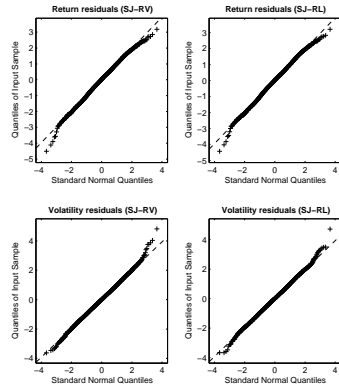 Return residuals (SJ−RV)
Quantiles of Input Sample
3
2
1
0
−1
−2
−3
−4
−5
−4 −2 0 2 4
Standard Normal Quantiles
Return residuals (SJ−RL)
Quantiles of Input Sample
3
2
1
0
−1
−2
−3
−4
−5
−4 −2 0 2 4
Standard Normal Quantiles
Volatility residuals (SJ−RV)
Quantiles of Input Sample
4
2
0
−2
−4
−4 −2 0 2 4
Standard Normal Quantiles
Volatility residuals (SJ−RL)
Quantiles of Input Sample
4
2
0
−2
−4
−4 −2 0 2 4
Standard Normal Quantiles